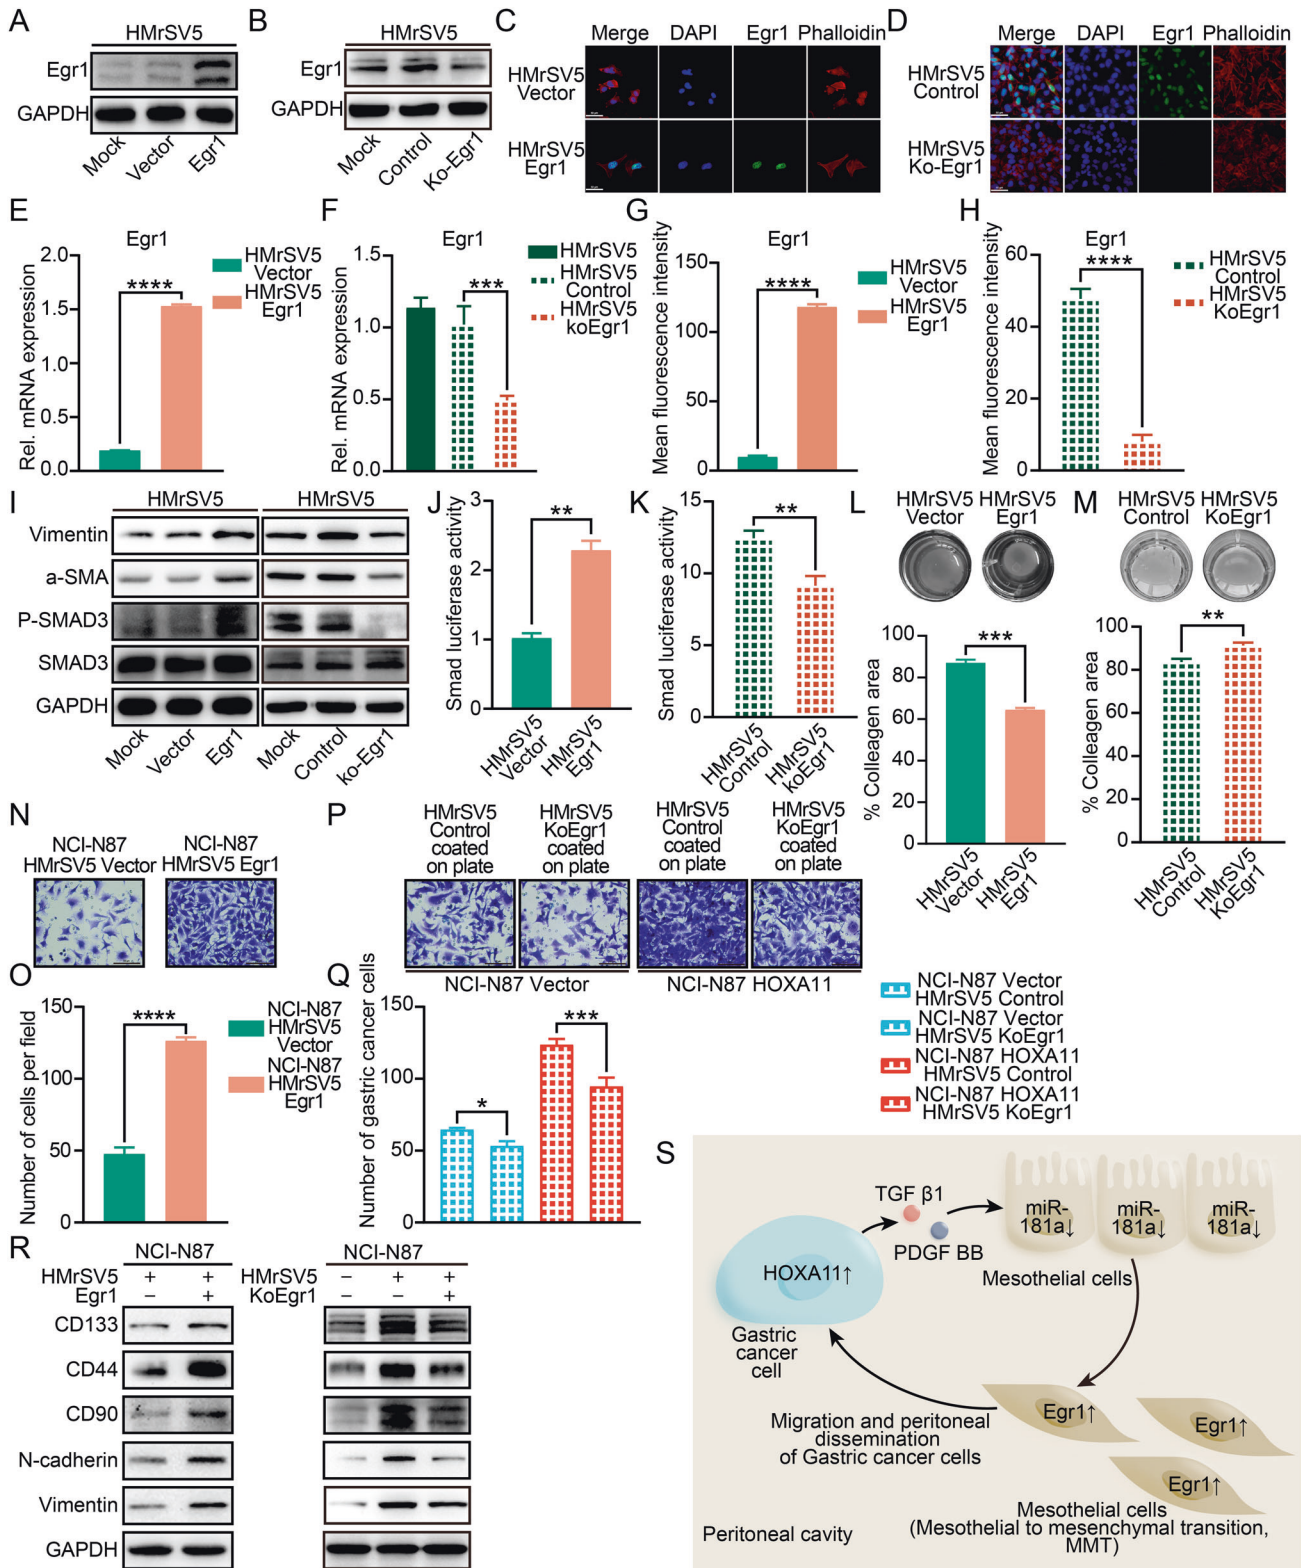 A
HMrSV5
Egr1
GAPDH
Mock
Vector
Egr1
B
HMrSV5
Egr1
GAPDH
Mock
Control
Ko-Egr1
C
Merge DAPI Egr1 Phalloidin
HMrSV5
Vector
HMrSV5
Egr1
D
Merge DAPI Egr1 Phalloidin
HMrSV5
Control
HMrSV5
Ko-Egr1
E
Egr1
Rel. mRNA expression
2.0
1.5
1.0
0.5
0.0
****
HMrSV5
Vector
HMrSV5
Egr1
F
Egr1
Rel. mRNA expression
1.5
1.0
0.5
0.0
***
HMrSV5
HMrSV5
Control
HMrSV5
koEgr1
G
Egr1
Mean fluorescence intensity
150
100
50
0
****
HMrSV5
Vector
HMrSV5
Egr1
H
Egr1
Mean fluorescence intensity
60
40
20
0
****
HMrSV5
Control
HMrSV5
KoEgr1
I
HMrSV5 HMrSV5
Vimentin
a-SMA
P-SMAD3
SMAD3
GAPDH
Mock
Vector
Egr1
Mock
Control
ko-Egr1
J
Smad luciferase activity
3
2
1
0
**
HMrSV5
Vector
HMrSV5
Egr1
K
Smad luciferase activity
15
10
5
0
**
HMrSV5
Control
HMrSV5
koEgr1
L
HMrSV5
Vector
HMrSV5
Egr1
% Colleagen area
100
80
60
40
20
0
***
HMrSV5
Vector
HMrSV5
Egr1
M
HMrSV5
Control
HMrSV5
KoEgr1
% Colleagen area
100
80
60
40
20
0
**
HMrSV5
Control
HMrSV5
KoEgr1
N
NCI-N87
HMrSV5 Vector
NCI-N87
HMrSV5 Egr1
O
Number of cells per field
150
100
50
0
****
NCI-N87
HMrSV5
Vector
NCI-N87
HMrSV5
Egr1
P
HMrSV5
Control
coated
on plate
HMrSV5
KoEgr1
coated
on plate
HMrSV5
Control
coated
on plate
HMrSV5
KoEgr1
coated
on plate
NCI-N87 Vector
NCI-N87 HOXA11
Q
Number of gastric cancer cells
150
100
50
0
*
***
NCI-N87 Vector
HMrSV5 Control
NCI-N87 Vector
HMrSV5 KoEgr1
NCI-N87 HOXA11
HMrSV5 Control
NCI-N87 HOXA11
HMrSV5 KoEgr1
R
NCI-N87
HMrSV5 + +
Egr1 − +
NCI-N87
HMrSV5 − + +
KoEgr1 − − +
CD133
CD44
CD90
N-cadherin
Vimentin
GAPDH
S
TGF β1
PDGF BB
HOXA11↑
Gastric
cancer
cell
miR-
181a↓
miR-
181a↓
miR-
181a↓
Mesothelial cells
Egr1↑
Egr1↑
Egr1↑
Migration and peritoneal
dissemination
of Gastric cancer cells
Mesothelial cells
(Mesothelial to mesenchymal transition,
MMT)
Peritoneal cavity